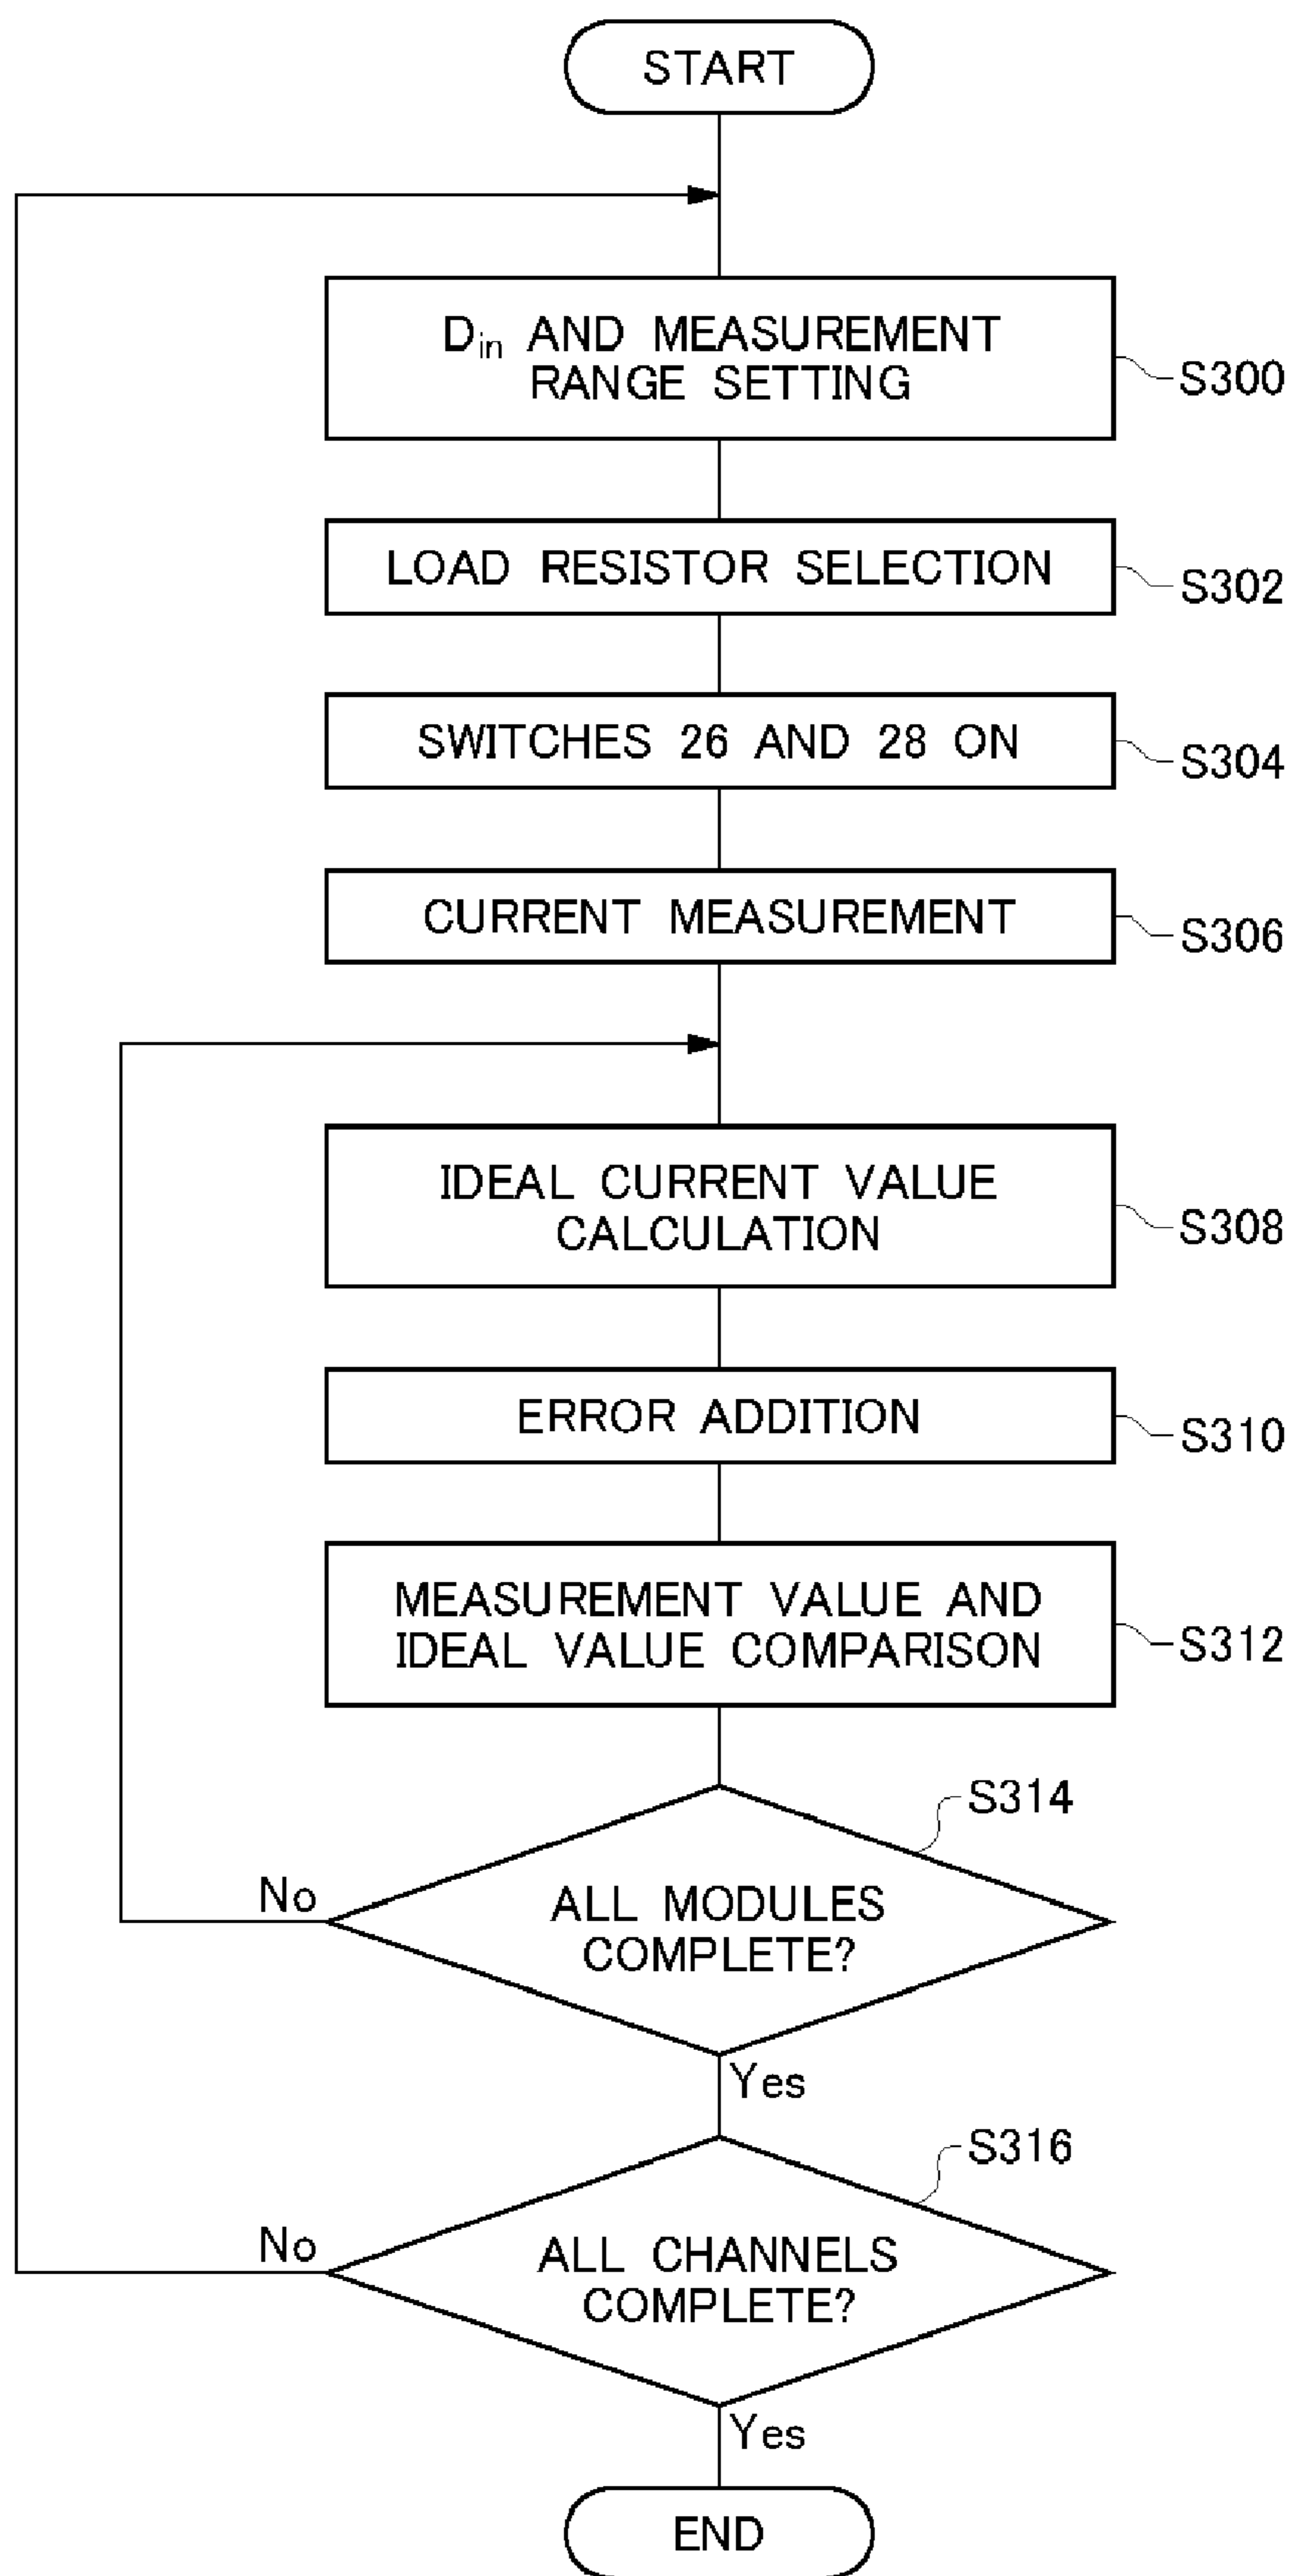 START
Din AND MEASUREMENT
RANGE SETTING
S300
LOAD RESISTOR SELECTION
S302
SWITCHES 26 AND 28 ON
S304
CURRENT MEASUREMENT
S306
IDEAL CURRENT VALUE
CALCULATION
S308
ERROR ADDITION
S310
MEASUREMENT VALUE AND
IDEAL VALUE COMPARISON
S312
S314
ALL MODULES
COMPLETE?
No
Yes
S316
ALL CHANNELS
COMPLETE?
No
Yes
END